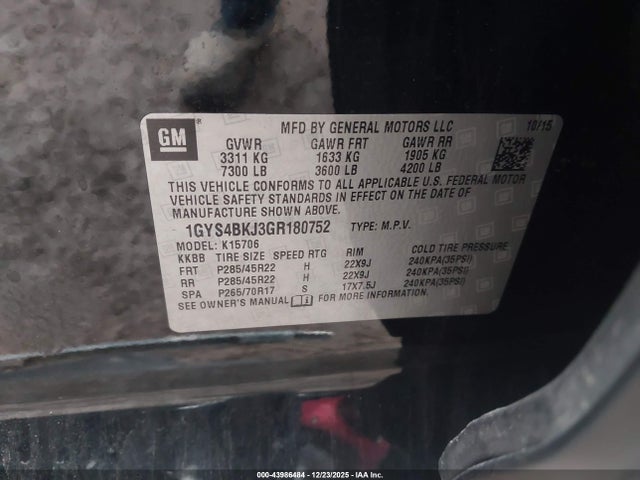 GM
MFD BY GENERAL MOTORS LLC 10/15
GVWR GAWR FRT GAWR RR
3311 KG 1633 KG 1905 KG
7300 LB 3600 LB 4200 LB
THIS VEHICLE CONFORMS TO ALL APPLICABLE U.S. FEDERAL MOTOR
VEHICLE SAFETY STANDARDS IN EFFECT ON THE DATE OF
MANUFACTURE SHOWN ABOVE.
1GYS4BKJ3GR180752 TYPE: M.P.V.
MODEL: K15706
KKBB TIRE SIZE SPEED RTG RIM COLD TIRE PRESSURE
FRT P285/45R22 H 22X9J 240KPA(35PSI)
RR P285/45R22 H 22X9J 240KPA(35PSI)
SPA P265/70R17 S 17X7.5J 240KPA(35PSI)
SEE OWNER'S MANUAL
000-43986484 - 12/23/2025 - IAA Inc.